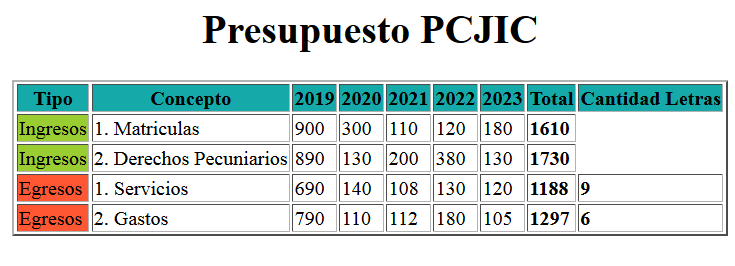 Presupuesto PCJIC
Tipo Concepto 2019 2020 2021 2022 2023 Total Cantidad Letras
Ingresos 1. Matriculas 900 300 110 120 180 1610
Ingresos 2. Derechos Pecuniarios 890 130 200 380 130 1730
Egresos 1. Servicios 690 140 108 130 120 1188 9
Egresos 2. Gastos 790 110 112 180 105 1297 6